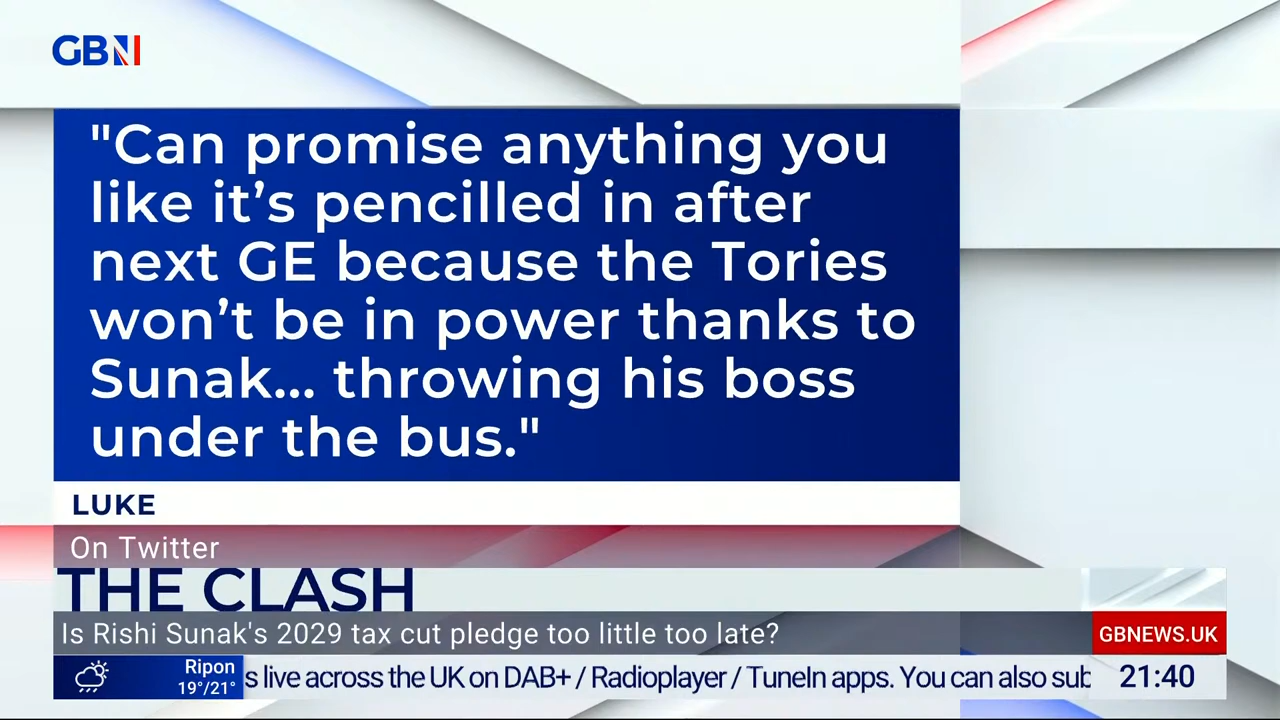 GBN
"Can promise anything you
like it’s pencilled in after
next GE because the Tories
won’t be in power thanks to
Sunak... throwing his boss
under the bus."
LUKE
On Twitter
THE CLASH
Is Rishi Sunak's 2029 tax cut pledge too little too late?
GBNEWS.UK
Ripon
19°/21°
s live across the UK on DAB+ / Radioplayer / TuneIn apps. You can also sub
21:40